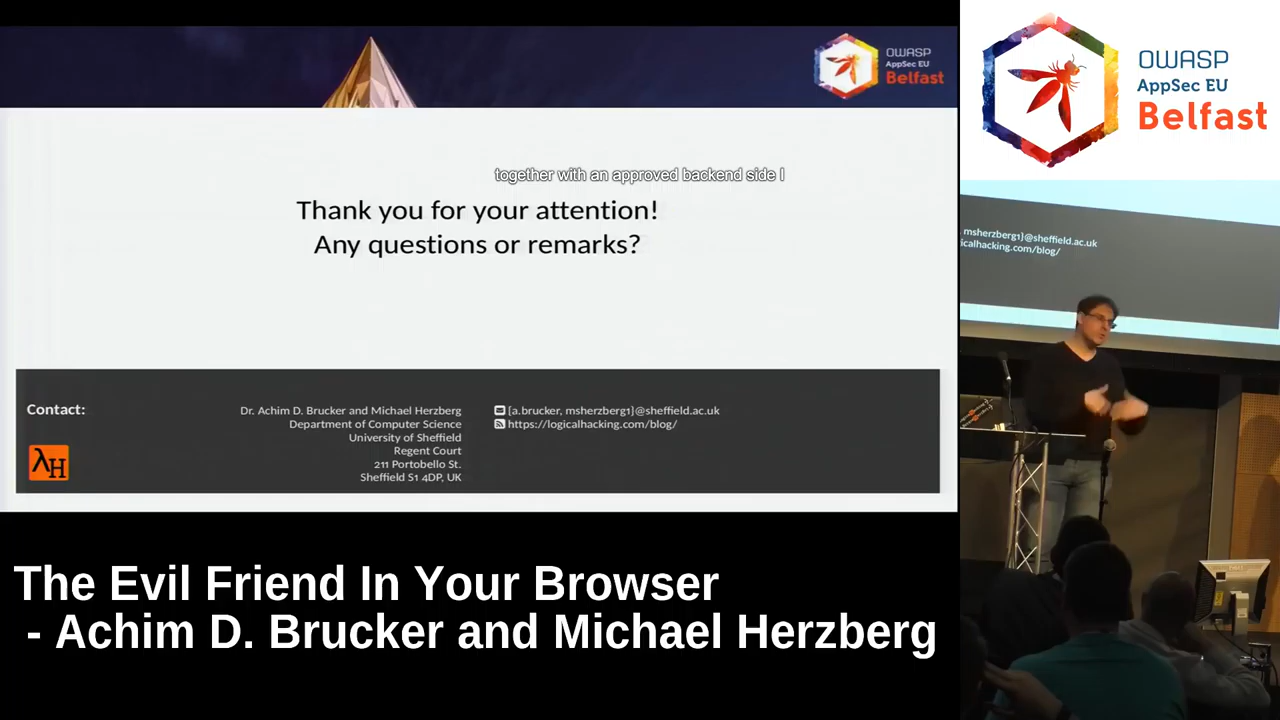 OWASP
AppSec EU
Belfast
together with an approved backend side I
Thank you for your attention!
Any questions or remarks?
Contact:
Dr. Achim D. Brucker and Michael Herzberg
Department of Computer Science
University of Sheffield
Regent Court
211 Portobello St.
Sheffield S1 4DP, UK
{a.brucker, msherzberg1}@sheffield.ac.uk
https://logicalhacking.com/blog/
λH
The Evil Friend In Your Browser
- Achim D. Brucker and Michael Herzberg
OWASP
AppSec EU
Belfast
msherzberg1}@sheffield.ac.uk
icalhacking.com/blog/